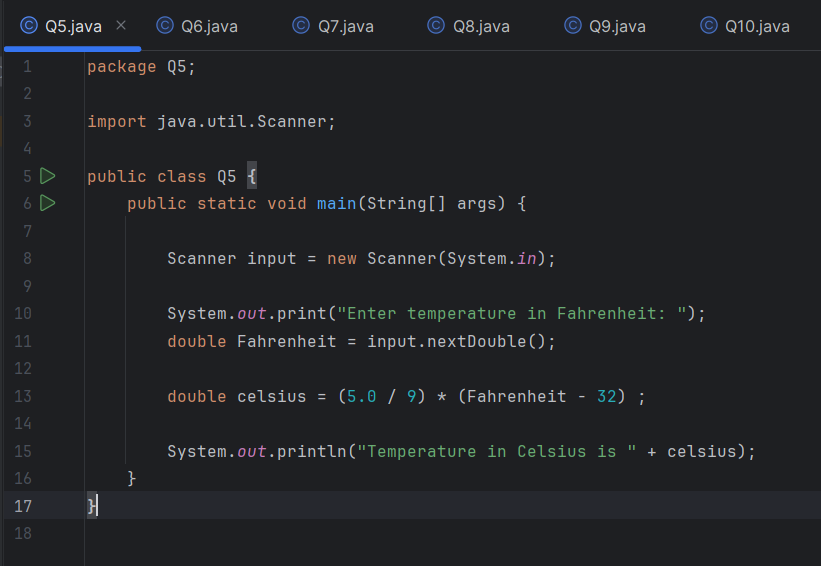 Q5.java Q6.java Q7.java Q8.java Q9.java Q10.java
1 package Q5;
2
3 import java.util.Scanner;
4
5 public class Q5 {
6 public static void main(String[] args) {
7
8 Scanner input = new Scanner(System.in);
9
10 System.out.print("Enter temperature in Fahrenheit: ");
11 double Fahrenheit = input.nextDouble();
12
13 double celsius = (5.0 / 9) * (Fahrenheit - 32) ;
14
15 System.out.println("Temperature in Celsius is " + celsius);
16 }
17 }
18